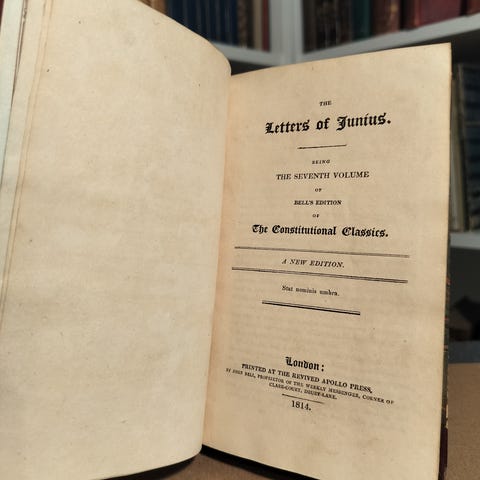 THE
Letters of Junius.
BEING
THE SEVENTH VOLUME
OF
BELL'S EDITION
OF
The Constitutional Classics.
A NEW EDITION.
Stat nominis umbra.
London:
PRINTED AT THE REVIVED APOLLO PRESS,
BY JOHN BELL, PROPRIETOR OF THE WEEKLY MESSENGER, CORNER OF
CLARE-COURT, DRURY-LANE.
1814.